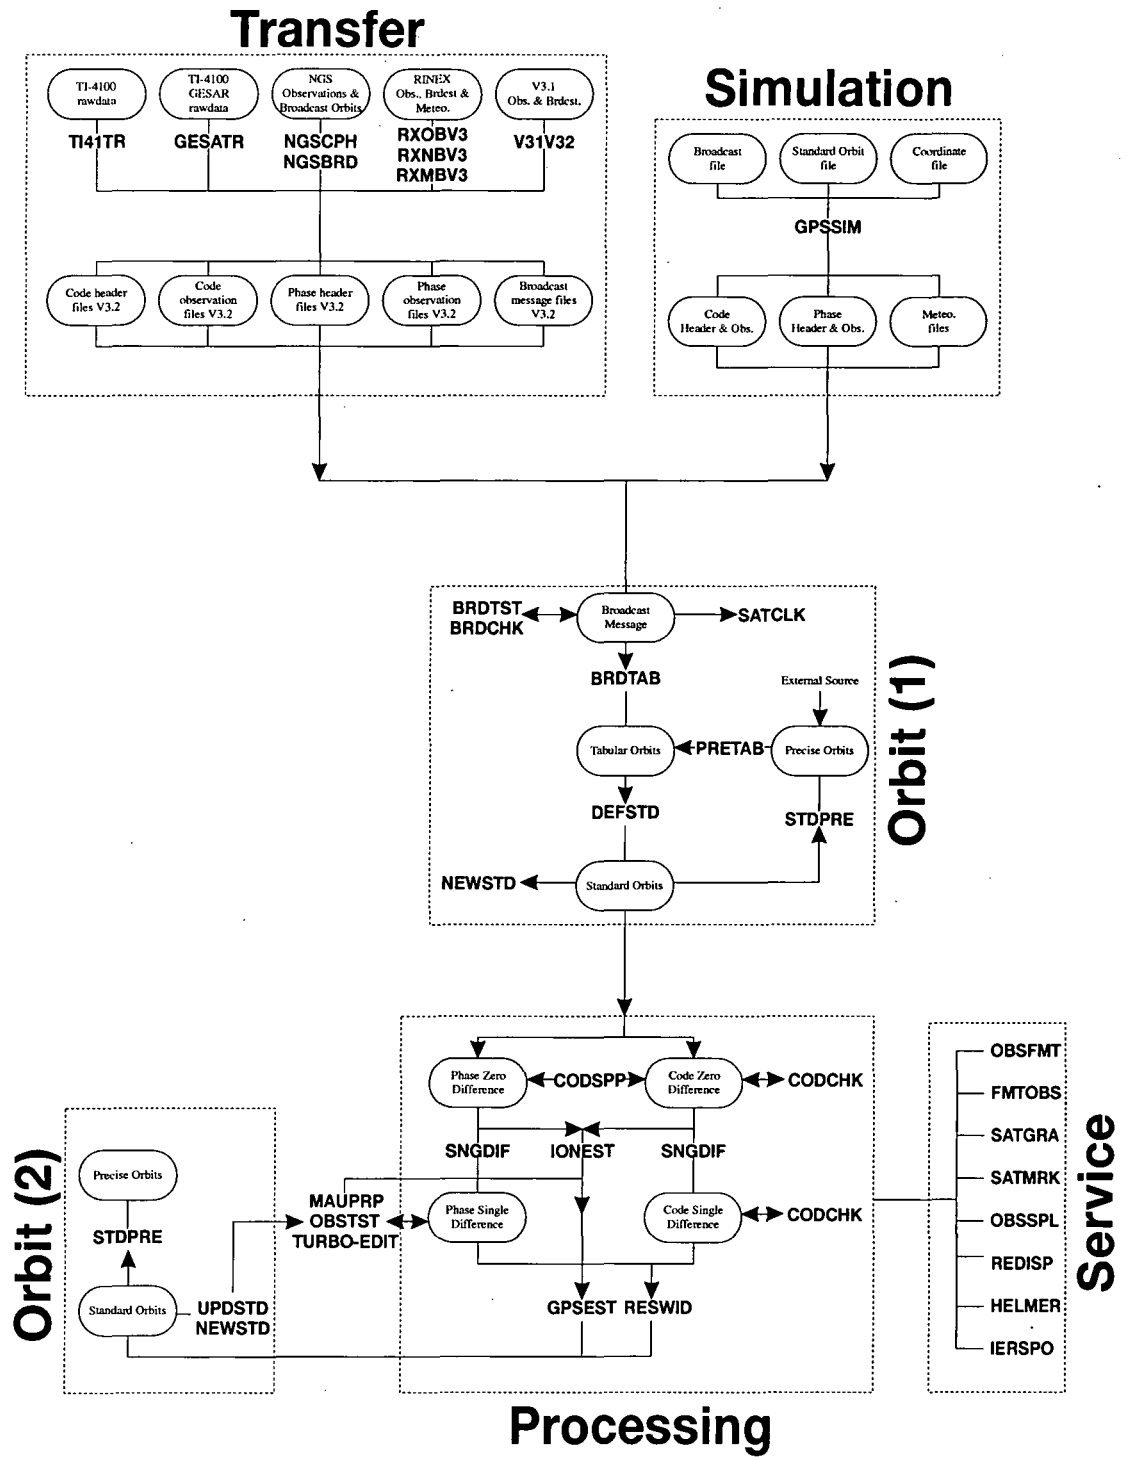 Transfer
TI-4100
rawdata
TI-4100
GESAR
rawdata
NGS
Observations &
Broadcast Orbits
RINEX
Obs., Brdcst &
Meteo.
V3.1
Obs. & Brdcst.
TI41TR
GESATR
NGSCPH
NGSBRD
RXOBV3
RXNBV3
RXMBV3
V31V32
Code header
files V3.2
Code
observation
files V3.2
Phase header
files V3.2
Phase
observation
files V3.2
Broadcast
message files
V3.2
Simulation
Broadcast
file
Standard Orbit
file
Coordinate
file
GPSSIM
Code
Header & Obs.
Phase
Header & Obs.
Meteo.
files
Orbit (1)
BRDTST
BRDCHK
Broadcast
Message
SATCLK
BRDTAB
External Source
Tabular Orbits
PRETAB
Precise Orbits
DEFSTD
STDPRE
NEWSTD
Standard Orbits
Phase Zero
Difference
CODSPP
Code Zero
Difference
CODCHK
SNGDIF
IONEST
SNGDIF
MAUPRP
OBSTST
TURBO-EDIT
Phase Single
Difference
Code Single
Difference
CODCHK
GPSEST
RESWID
Processing
Orbit (2)
Precise Orbits
STDPRE
Standard Orbits
UPDSTD
NEWSTD
OBSFMT
FMTOBS
SATGRA
SATMRK
OBSSPL
REDISP
HELMER
IERSPO
Service